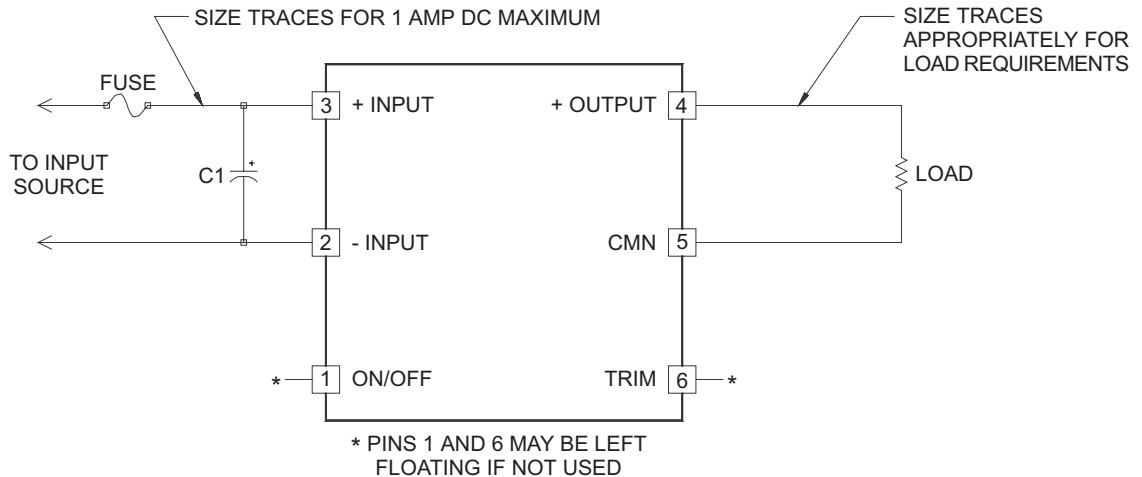 SIZE TRACES FOR 1 AMP DC MAXIMUM
SIZE TRACES
APPROPRIATELY FOR
LOAD REQUIREMENTS
FUSE
3 + INPUT
+ OUTPUT 4
TO INPUT
SOURCE
C1
+
LOAD
2 - INPUT
CMN 5
* 1 ON/OFF
TRIM 6 *
* PINS 1 AND 6 MAY BE LEFT
FLOATING IF NOT USED